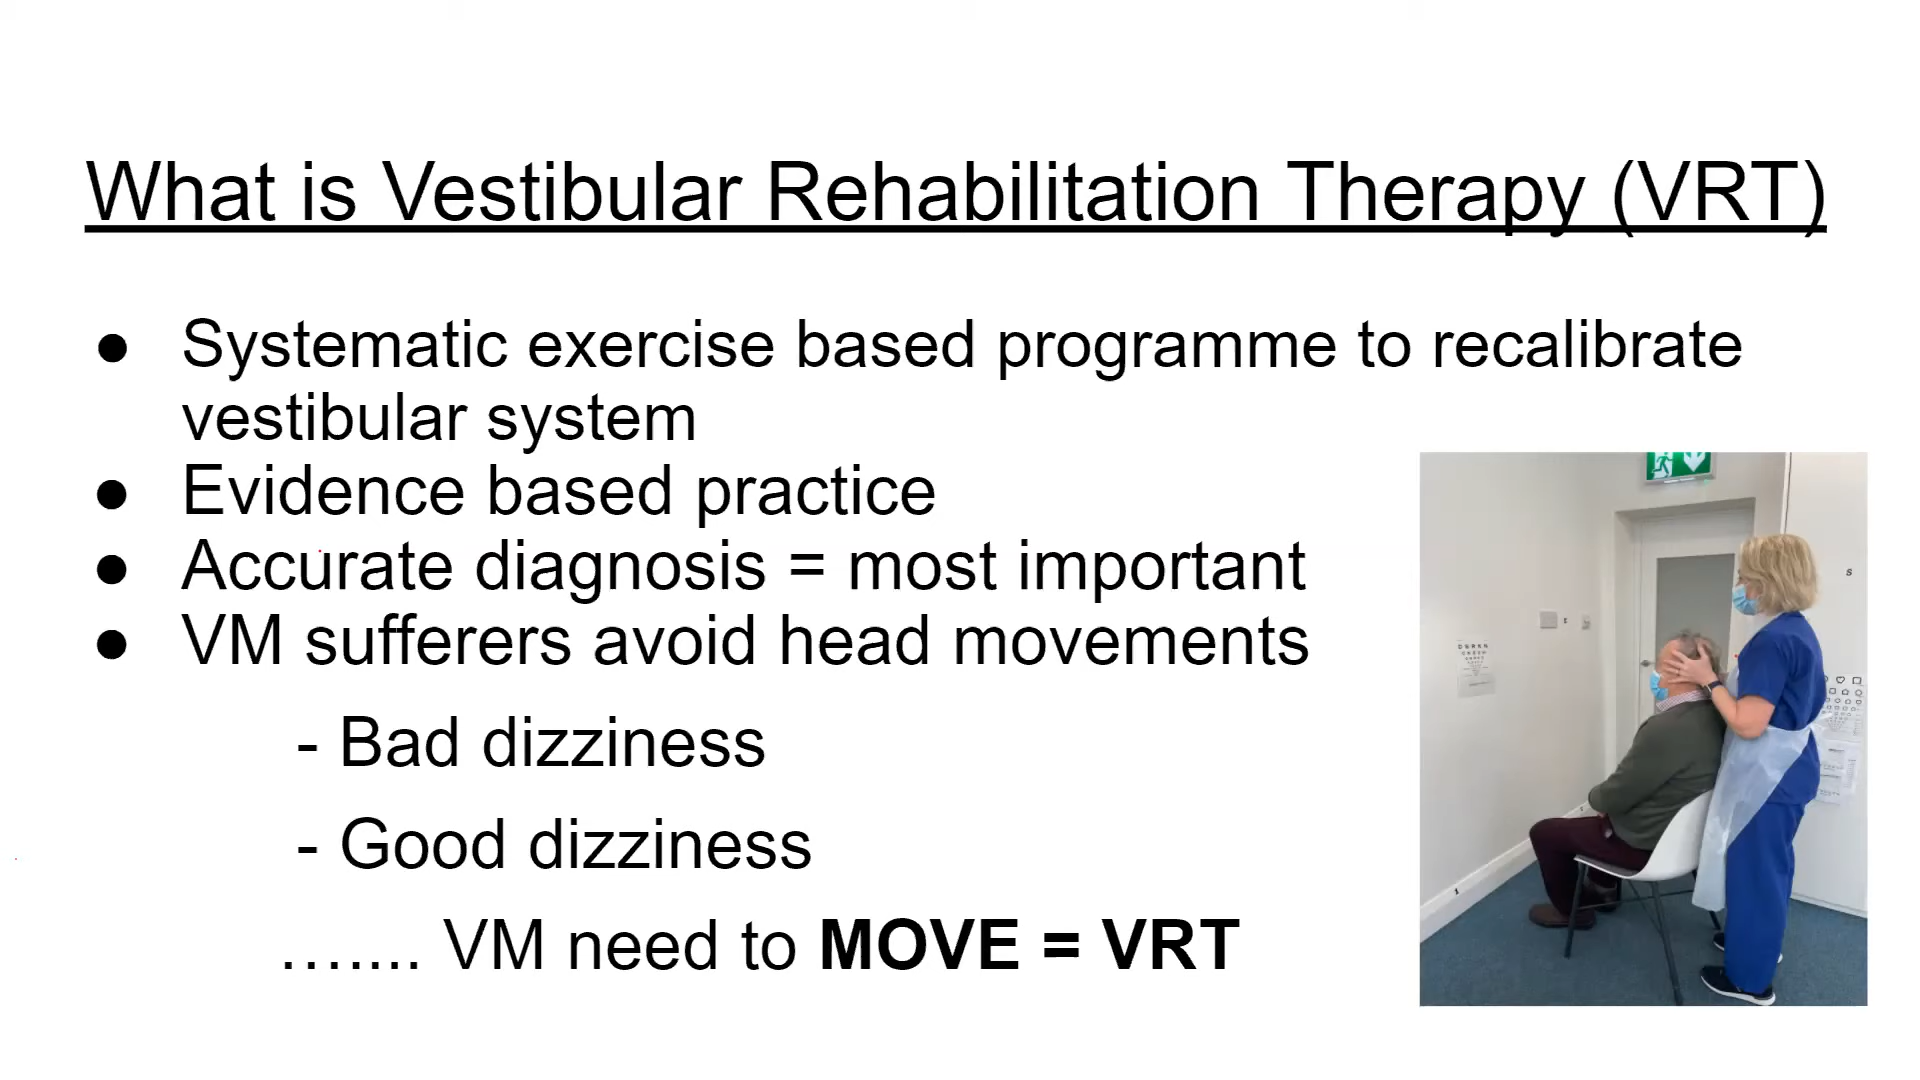 What is Vestibular Rehabilitation Therapy (VRT)
● Systematic exercise based programme to recalibrate
vestibular system
● Evidence based practice
● Accurate diagnosis = most important
● VM sufferers avoid head movements
- Bad dizziness
- Good dizziness
….... VM need to MOVE = VRT
S